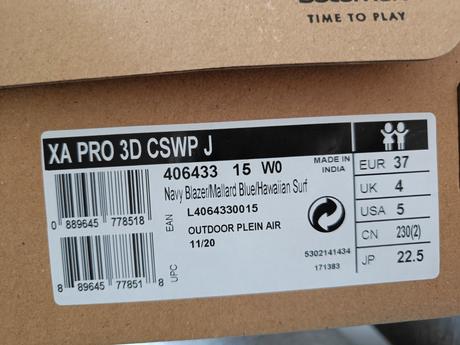 TIME TO PLAY
XA PRO 3D CSWP J
406433 15 W0
Navy Blazer/Mallard Blue/Hawaiian Surf
EAN
L4064330015
OUTDOOR PLEIN AIR
11/20
MADE IN
INDIA
5302141434
171383
0 889645 778518
UPC
8 89645 77851 8
EUR 37
UK 4
USA 5
CN 230(2)
JP 22.5